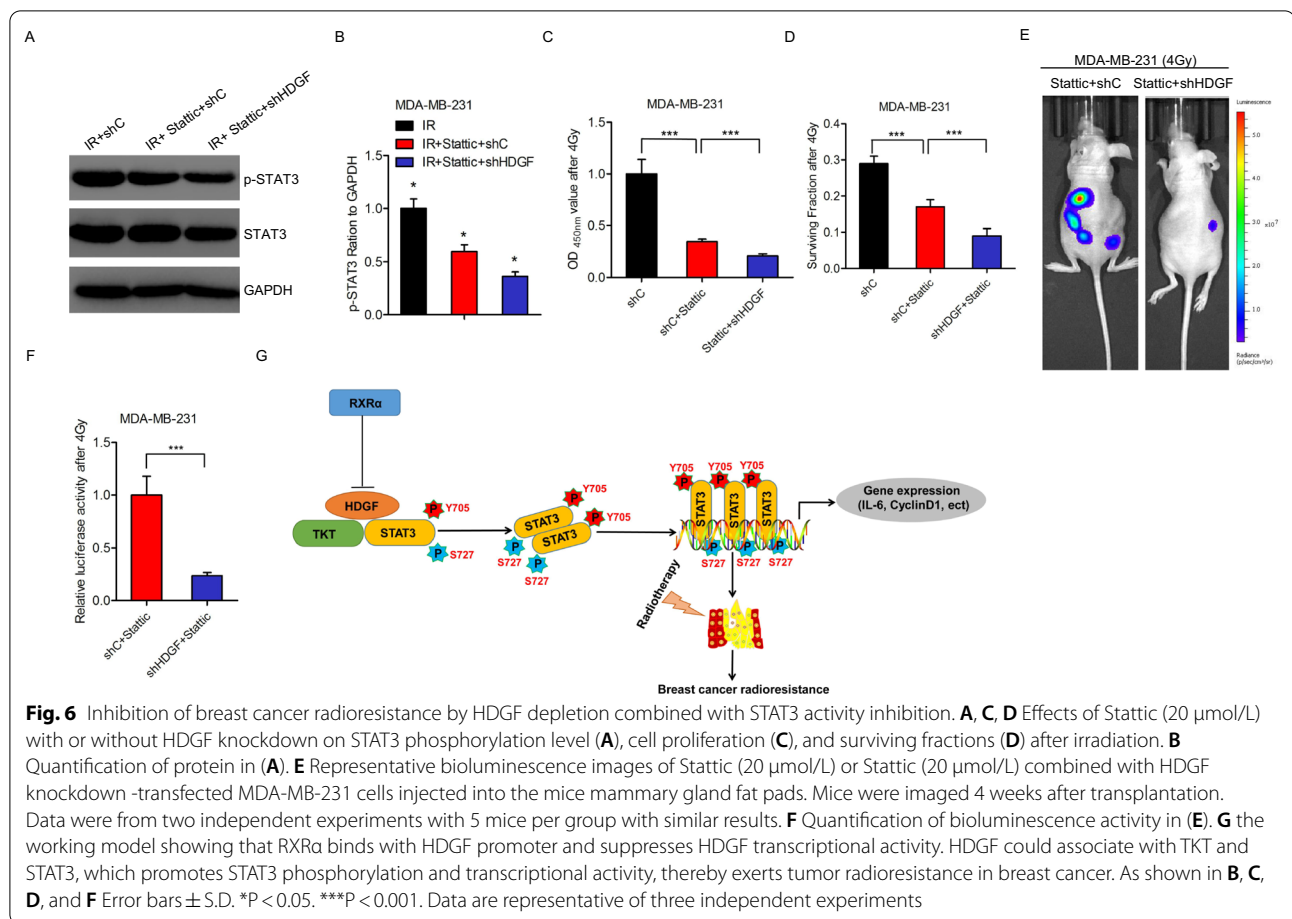 A
IR+shC
IR+ Stattic+shC
IR+ Stattic+shHDGF
p-STAT3
STAT3
GAPDH
B
MDA-MB-231
IR
IR+Stattic+shC
IR+Stattic+shHDGF
p-STAT3 Ration to GAPDH
1.5
1.0
0.5
0.0
*
*
*
C
MDA-MB-231
OD 450nm value after 4Gy
1.5
1.0
0.5
0.0
***
***
shC
shC+Stattic
Stattic+shHDGF
D
MDA-MB-231
Surviving Fraction after 4Gy
0.4
0.3
0.2
0.1
0.0
***
***
shC
shC+Stattic
shHDGF+Stattic
E
MDA-MB-231 (4Gy)
Stattic+shC
Stattic+shHDGF
Luminescence
5.0
4.0
3.0
x10⁷
2.0
1.0
Radiance
(p/sec/cm²/sr)
F
MDA-MB-231
Relative luciferase activity after 4Gy
1.5
1.0
0.5
0.0
***
shC+Stattic
shHDGF+Stattic
G
RXRα
HDGF
TKT
STAT3
P
Y705
P
S727
STAT3
STAT3
P
Y705
P
Y705
P
S727
P
S727
Y705
Y705
Y705
P
P
P
STAT3
STAT3
STAT3
P
P
P
S727
S727
S727
Gene expression
(IL-6, CyclinD1, ect)
Radiotherapy
Breast cancer radioresistance
Fig. 6 Inhibition of breast cancer radioresistance by HDGF depletion combined with STAT3 activity inhibition. A, C, D Effects of Stattic (20 μmol/L)
with or without HDGF knockdown on STAT3 phosphorylation level (A), cell proliferation (C), and surviving fractions (D) after irradiation. B
Quantification of protein in (A). E Representative bioluminescence images of Stattic (20 μmol/L) or Stattic (20 μmol/L) combined with HDGF
knockdown -transfected MDA-MB-231 cells injected into the mice mammary gland fat pads. Mice were imaged 4 weeks after transplantation.
Data were from two independent experiments with 5 mice per group with similar results. F Quantification of bioluminescence activity in (E). G the
working model showing that RXRα binds with HDGF promoter and suppresses HDGF transcriptional activity. HDGF could associate with TKT and
STAT3, which promotes STAT3 phosphorylation and transcriptional activity, thereby exerts tumor radioresistance in breast cancer. As shown in B, C,
D, and F Error bars ± S.D. *P < 0.05. ***P < 0.001. Data are representative of three independent experiments